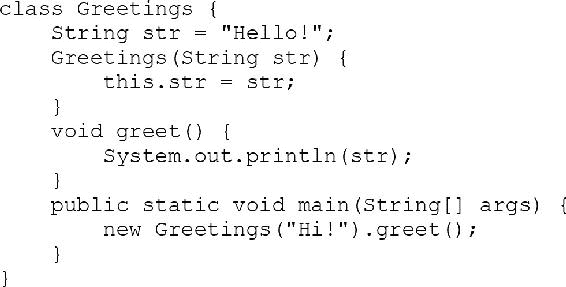 class Greetings {
    String str = "Hello!";
    Greetings(String str) {
        this.str = str;
    }
    void greet() {
        System.out.println(str);
    }
    public static void main(String[] args) {
        new Greetings("Hi!").greet();
    }
}